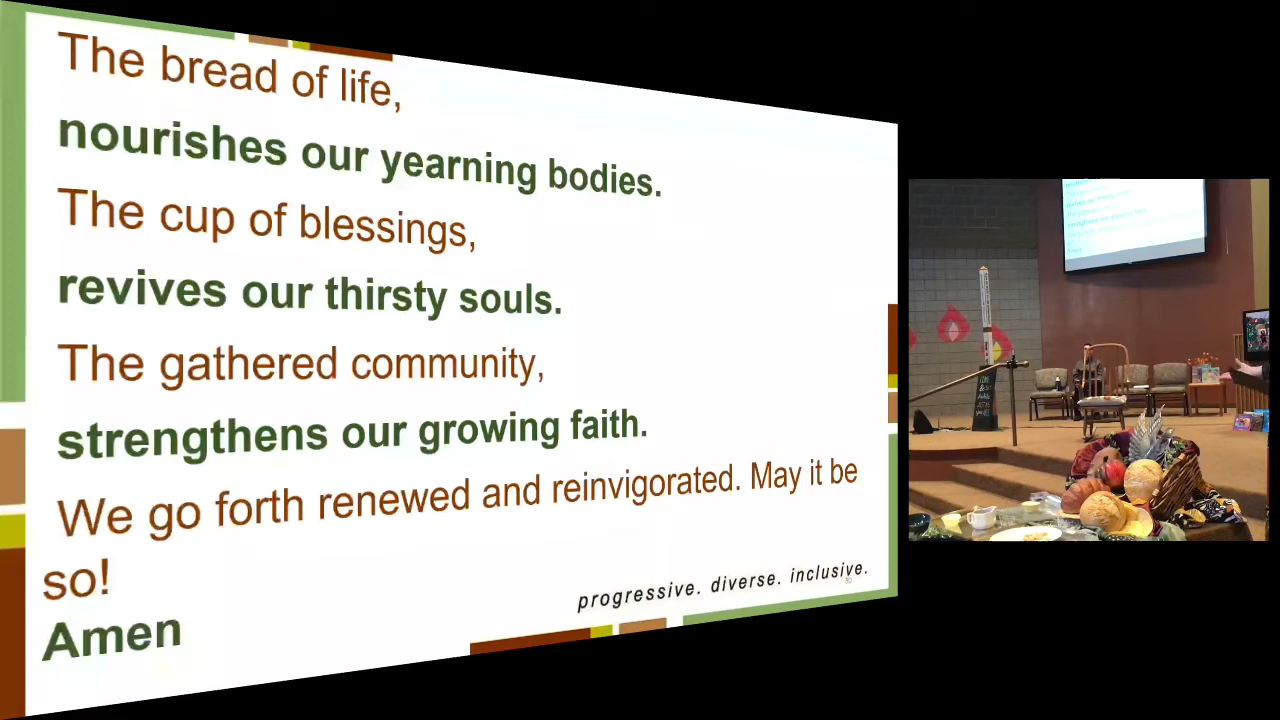 The bread of life,
nourishes our yearning bodies.
The cup of blessings,
revives our thirsty souls.
The gathered community,
strengthens our growing faith.
We go forth renewed and reinvigorated. May it be
so!
Amen
progressive. diverse. inclusive.